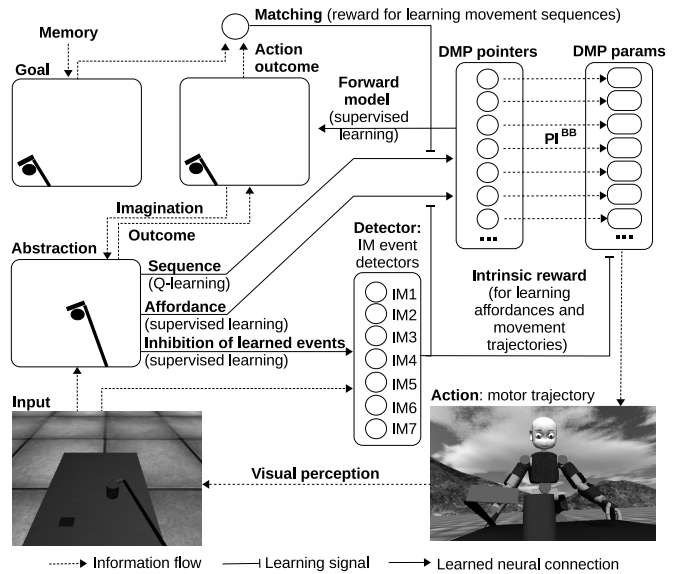 Matching (reward for learning movement sequences)
Memory
Goal
Action
outcome
DMP pointers
DMP params
Forward
model
(supervised
learning)
PI BB
Imagination
Outcome
Abstraction
Sequence
(Q-learning)
Affordance
(supervised learning)
Inhibition of learned events
(supervised learning)
Detector:
IM event
detectors
IM1
IM2
IM3
IM4
IM5
IM6
IM7
Intrinsic reward
(for learning
affordances and
movement
trajectories)
Input
Action: motor trajectory
Visual perception
Information flow
Learning signal
Learned neural connection